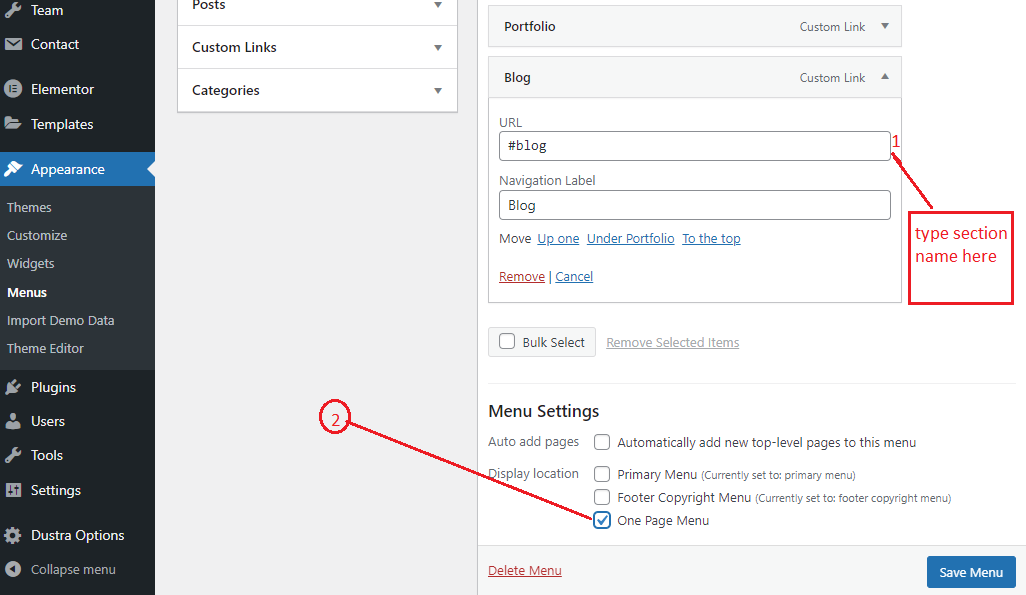 Team
Contact
Elementor
Templates
Appearance
Themes
Customize
Widgets
Menus
Import Demo Data
Theme Editor
Plugins
Users
Tools
Settings
Dustra Options
Collapse menu
Posts
Custom Links
Categories
Portfolio Custom Link
Blog Custom Link
URL
#blog
1
type section
name here
Navigation Label
Blog
Move Up one Under Portfolio To the top
Remove | Cancel
Bulk Select Remove Selected Items
2
Menu Settings
Auto add pages Automatically add new top-level pages to this menu
Display location Primary Menu (Currently set to: primary menu)
Footer Copyright Menu (Currently set to: footer copyright menu)
One Page Menu
Delete Menu Save Menu